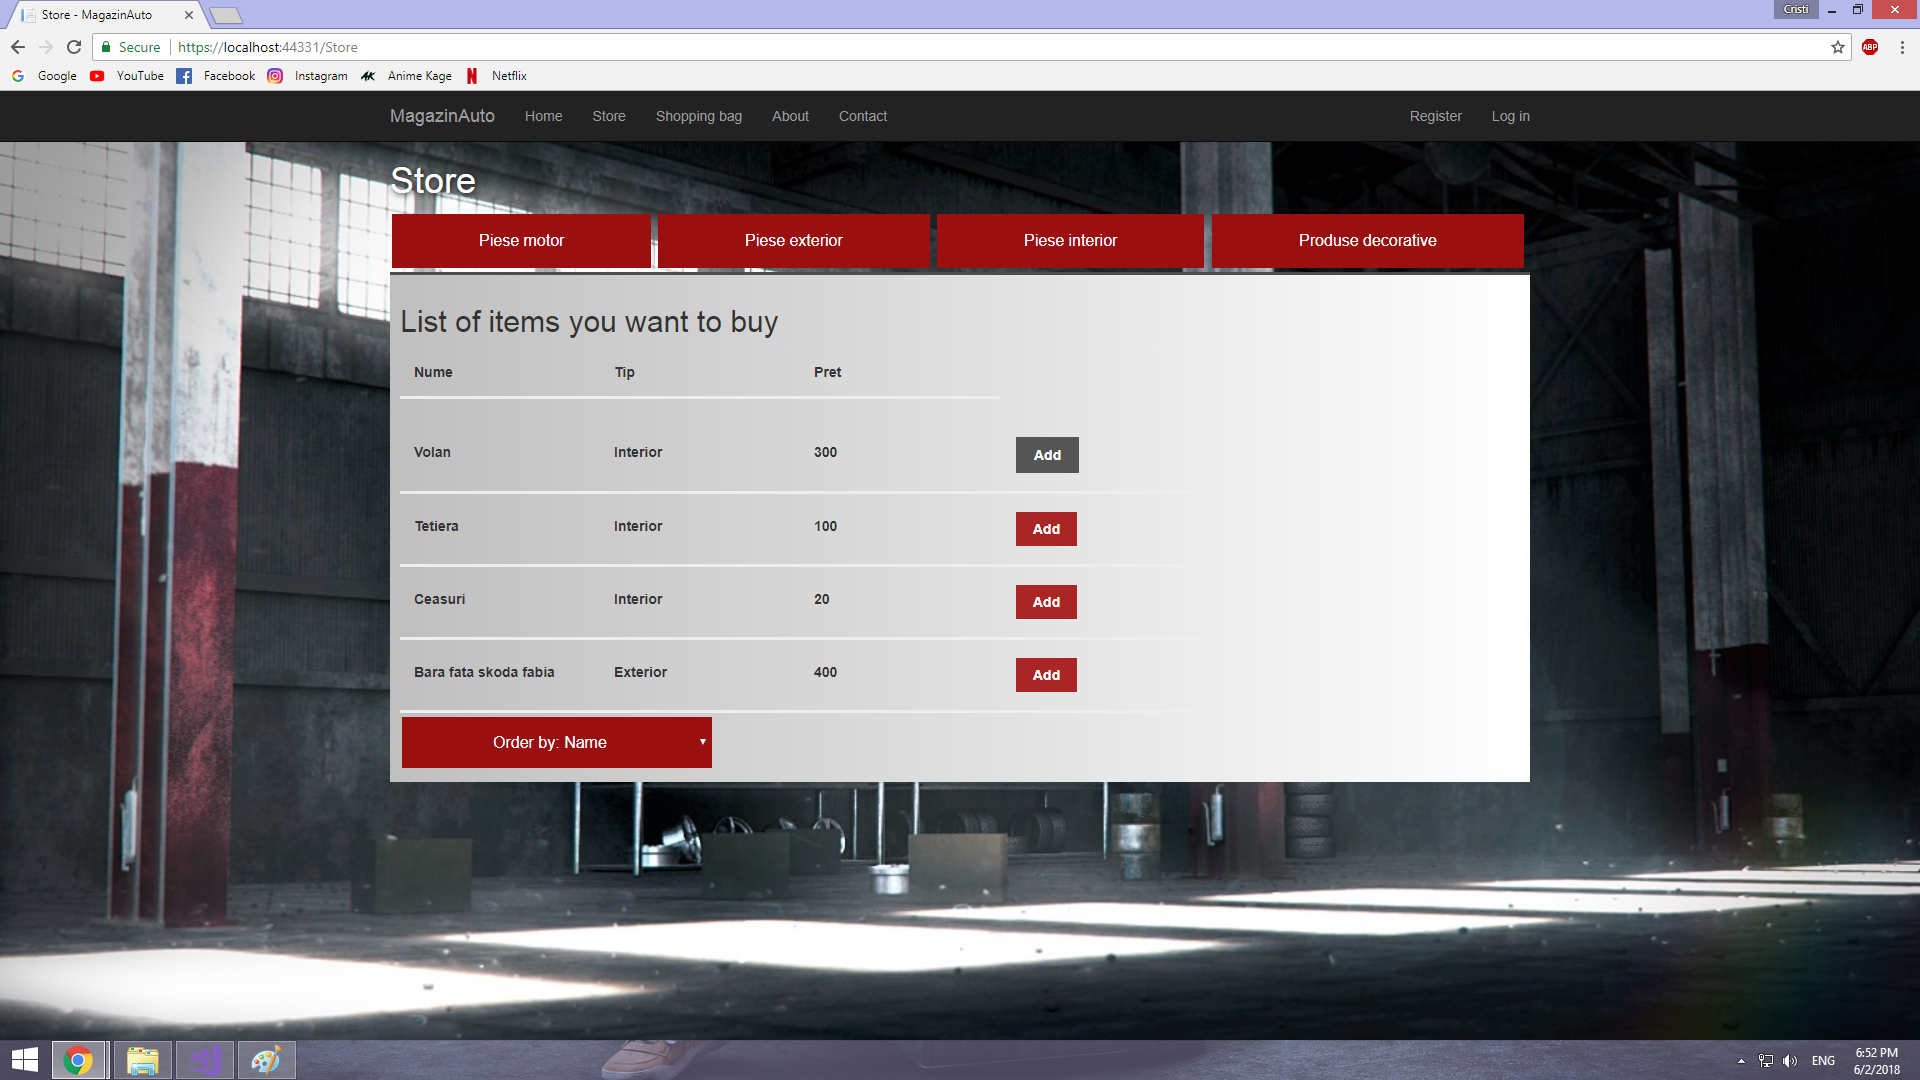 Store - MagazinAuto
Cristi
Secure https://localhost:44331/Store
ABP
Google YouTube Facebook Instagram Anime Kage Netflix
MagazinAuto Home Store Shopping bag About Contact Register Log in
Store
Piese motor Piese exterior Piese interior Produse decorative
List of items you want to buy
Nume Tip Pret
Volan Interior 300 Add
Tetiera Interior 100 Add
Ceasuri Interior 20 Add
Bara fata skoda fabia Exterior 400 Add
Order by: Name
ENG
6:52 PM
6/2/2018